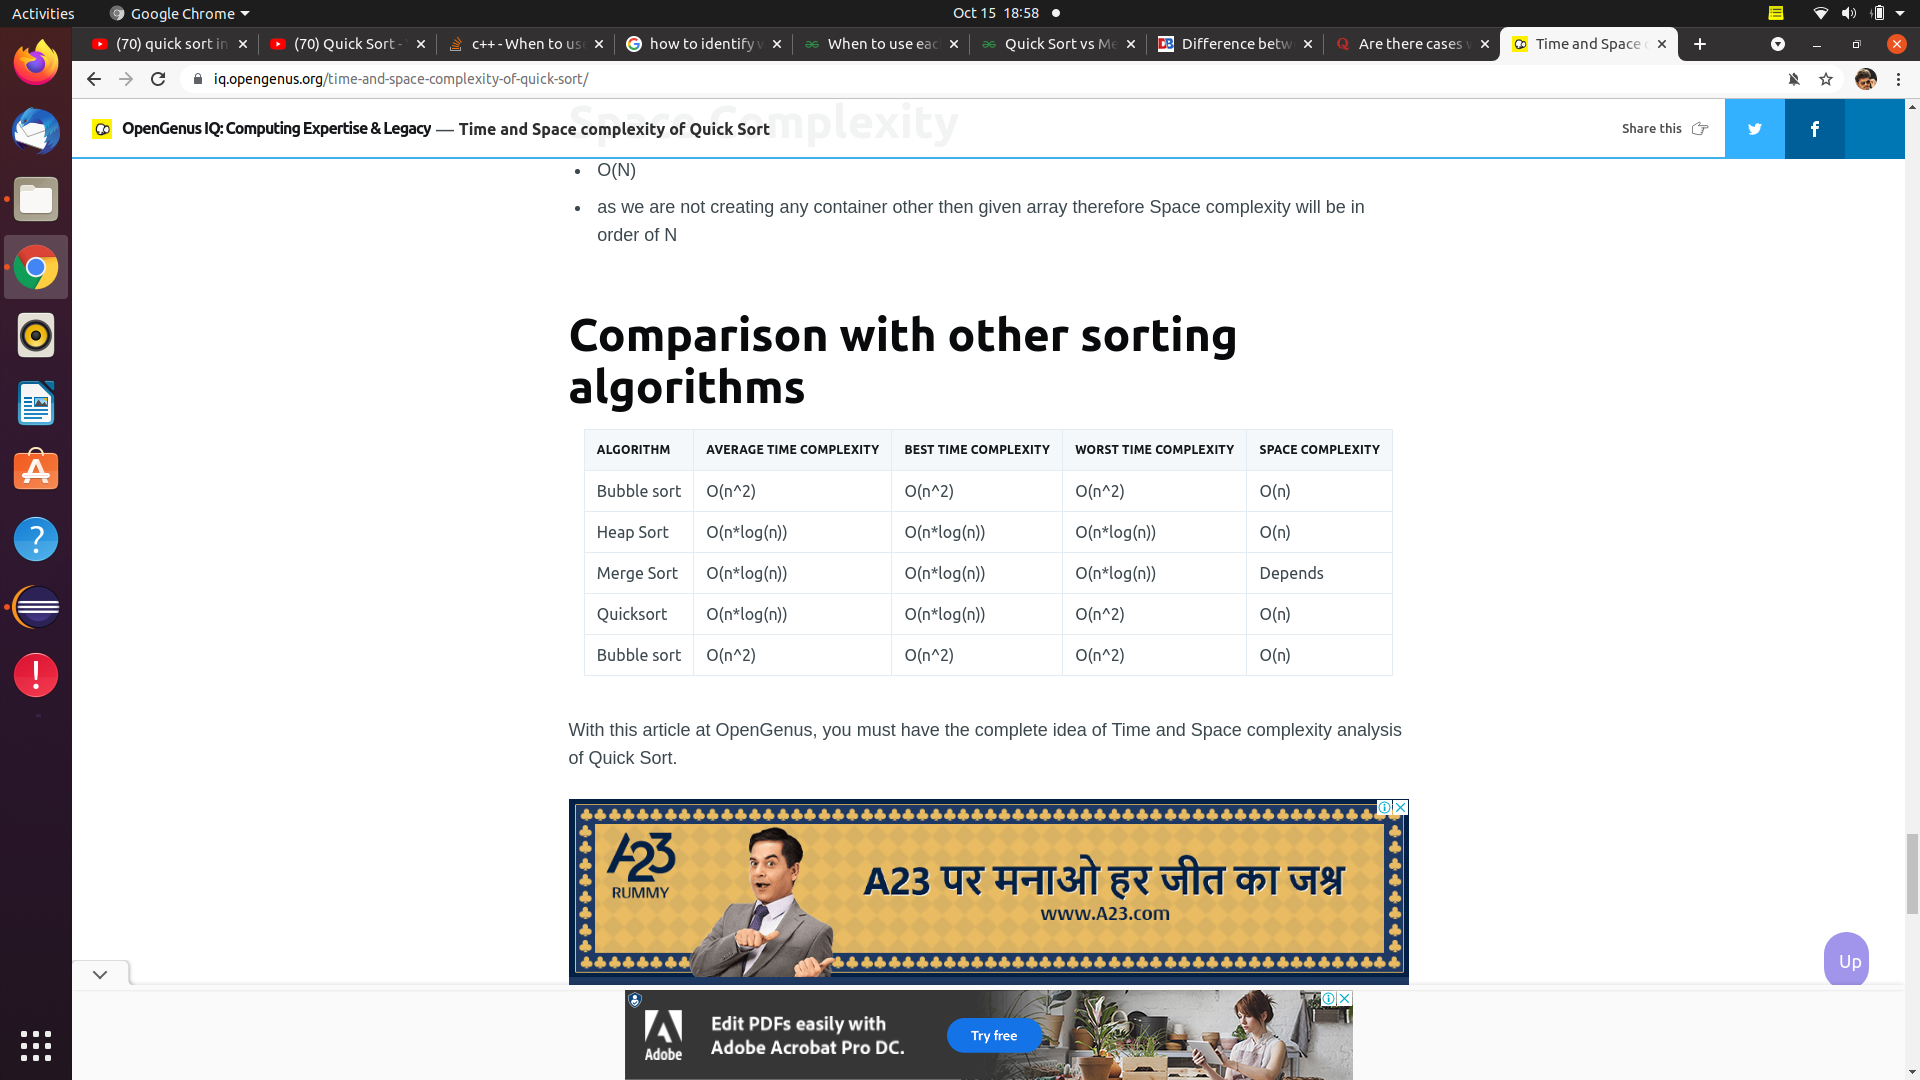 Activities
Google Chrome
Oct 15 18:58
(70) quick sort in
(70) Quick Sort -
c++ - When to us
how to identify
When to use eac
Quick Sort vs Me
Difference betw
Are there cases
Time and Space
iq.opengenus.org/time-and-space-complexity-of-quick-sort/
Space Complexity
OpenGenus IQ: Computing Expertise & Legacy — Time and Space complexity of Quick Sort
Share this
O(N)
as we are not creating any container other then given array therefore Space complexity will be in
order of N
Comparison with other sorting
algorithms
ALGORITHM AVERAGE TIME COMPLEXITY BEST TIME COMPLEXITY WORST TIME COMPLEXITY SPACE COMPLEXITY
Bubble sort O(n^2) O(n^2) O(n^2) O(n)
Heap Sort O(n*log(n)) O(n*log(n)) O(n*log(n)) O(n)
Merge Sort O(n*log(n)) O(n*log(n)) O(n*log(n)) Depends
Quicksort O(n*log(n)) O(n*log(n)) O(n^2) O(n)
Bubble sort O(n^2) O(n^2) O(n^2) O(n)
With this article at OpenGenus, you must have the complete idea of Time and Space complexity analysis
of Quick Sort.
A23
RUMMY
A23 पर मनाओ हर जीत का जश्न
www.A23.com
Up
Adobe
Edit PDFs easily with
Adobe Acrobat Pro DC.
Try free